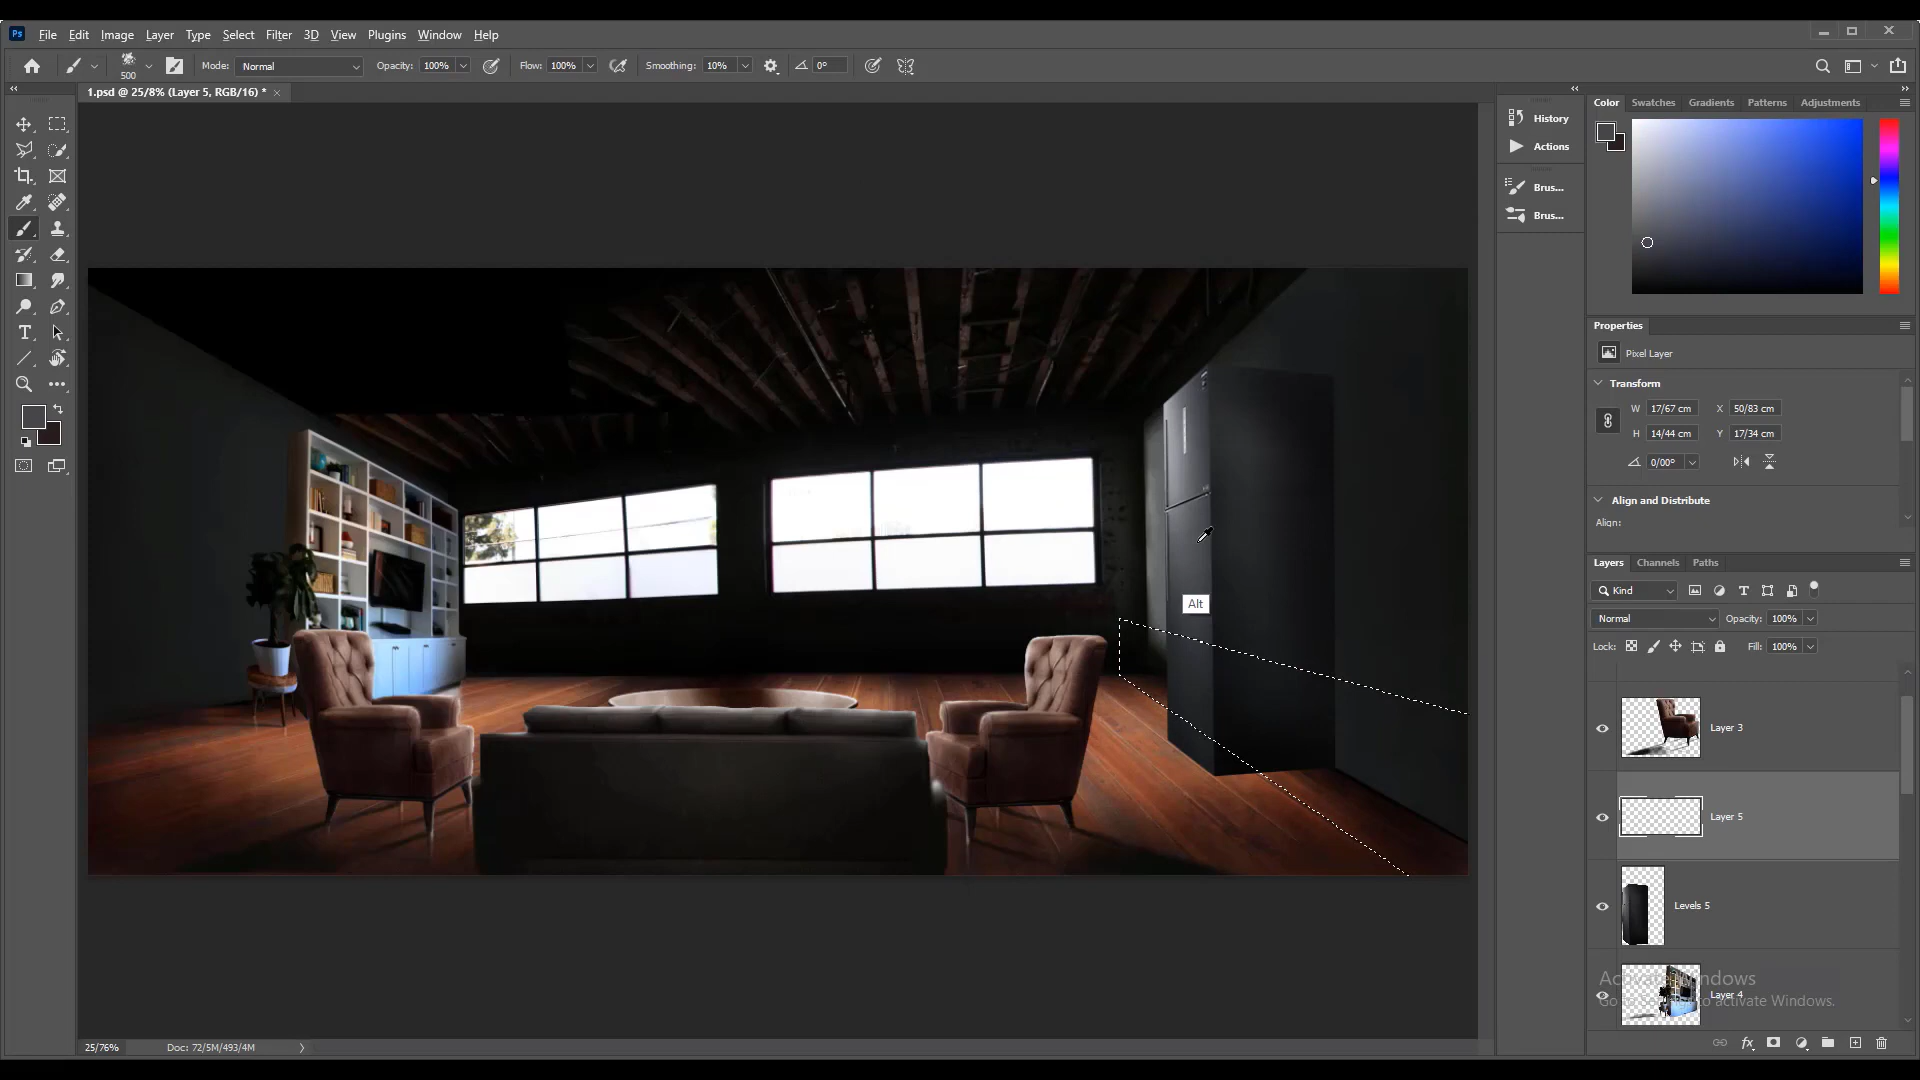 Ps File Edit Image Layer Type Select Filter 3D View Plugins Window Help
500 Mode: Normal Opacity: 100% Flow: 100% Smoothing: 10% 0°
1.psd @ 25/8% (Layer 5, RGB/16) *
History
Actions
Brus...
Brus...
Color Swatches Gradients Patterns Adjustments
Properties
Pixel Layer
Transform
W 17/67 cm X 50/83 cm
H 14/44 cm Y 17/34 cm
0/00°
Align and Distribute
Align:
Layers Channels Paths
Kind
Normal Opacity: 100%
Lock: Fill: 100%
Layer 3
Layer 5
Levels 5
Layer 4
Alt
25/76% Doc: 72/5M/493/4M